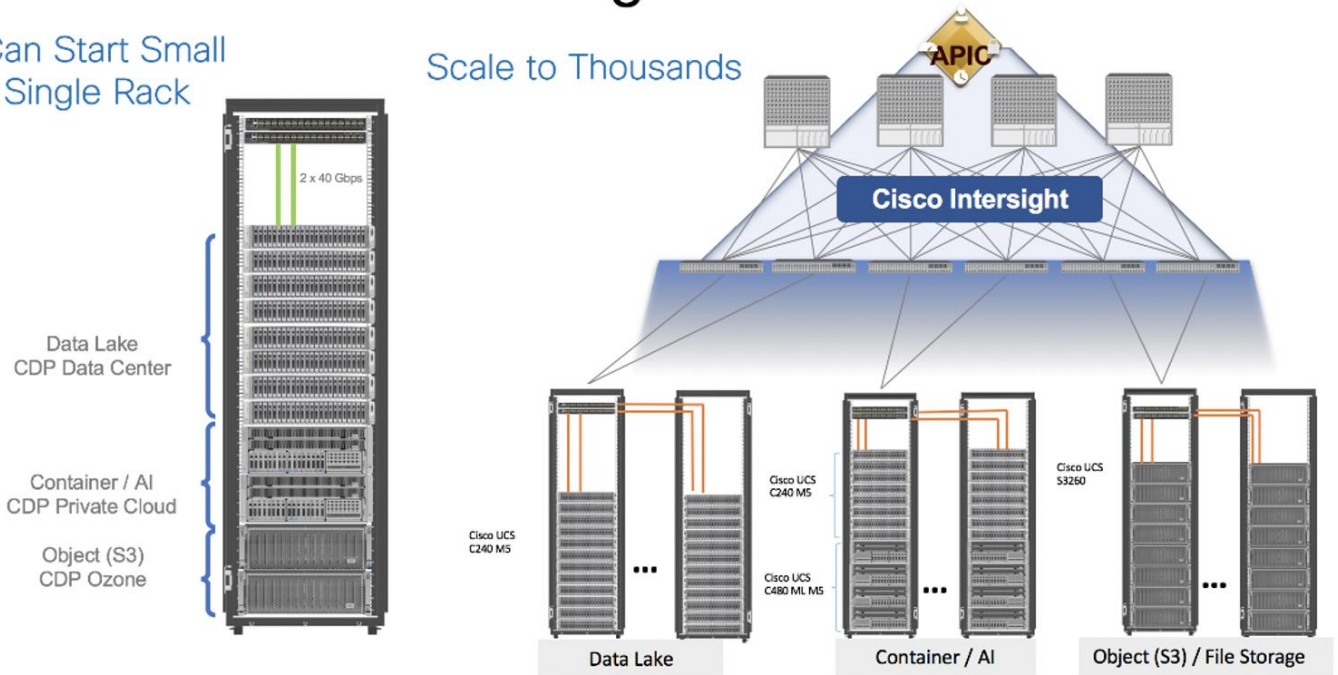 Can Start Small
Single Rack
Scale to Thousands
APIC
2 x 40 Gbps
Cisco Intersight
Data Lake
CDP Data Center
Container / AI
CDP Private Cloud
Object (S3)
CDP Ozone
Cisco UCS
C240 M5
Cisco UCS
C240 M5
Cisco UCS
C480 ML M5
Cisco UCS
S3260
Data Lake
Container / AI
Object (S3) / File Storage